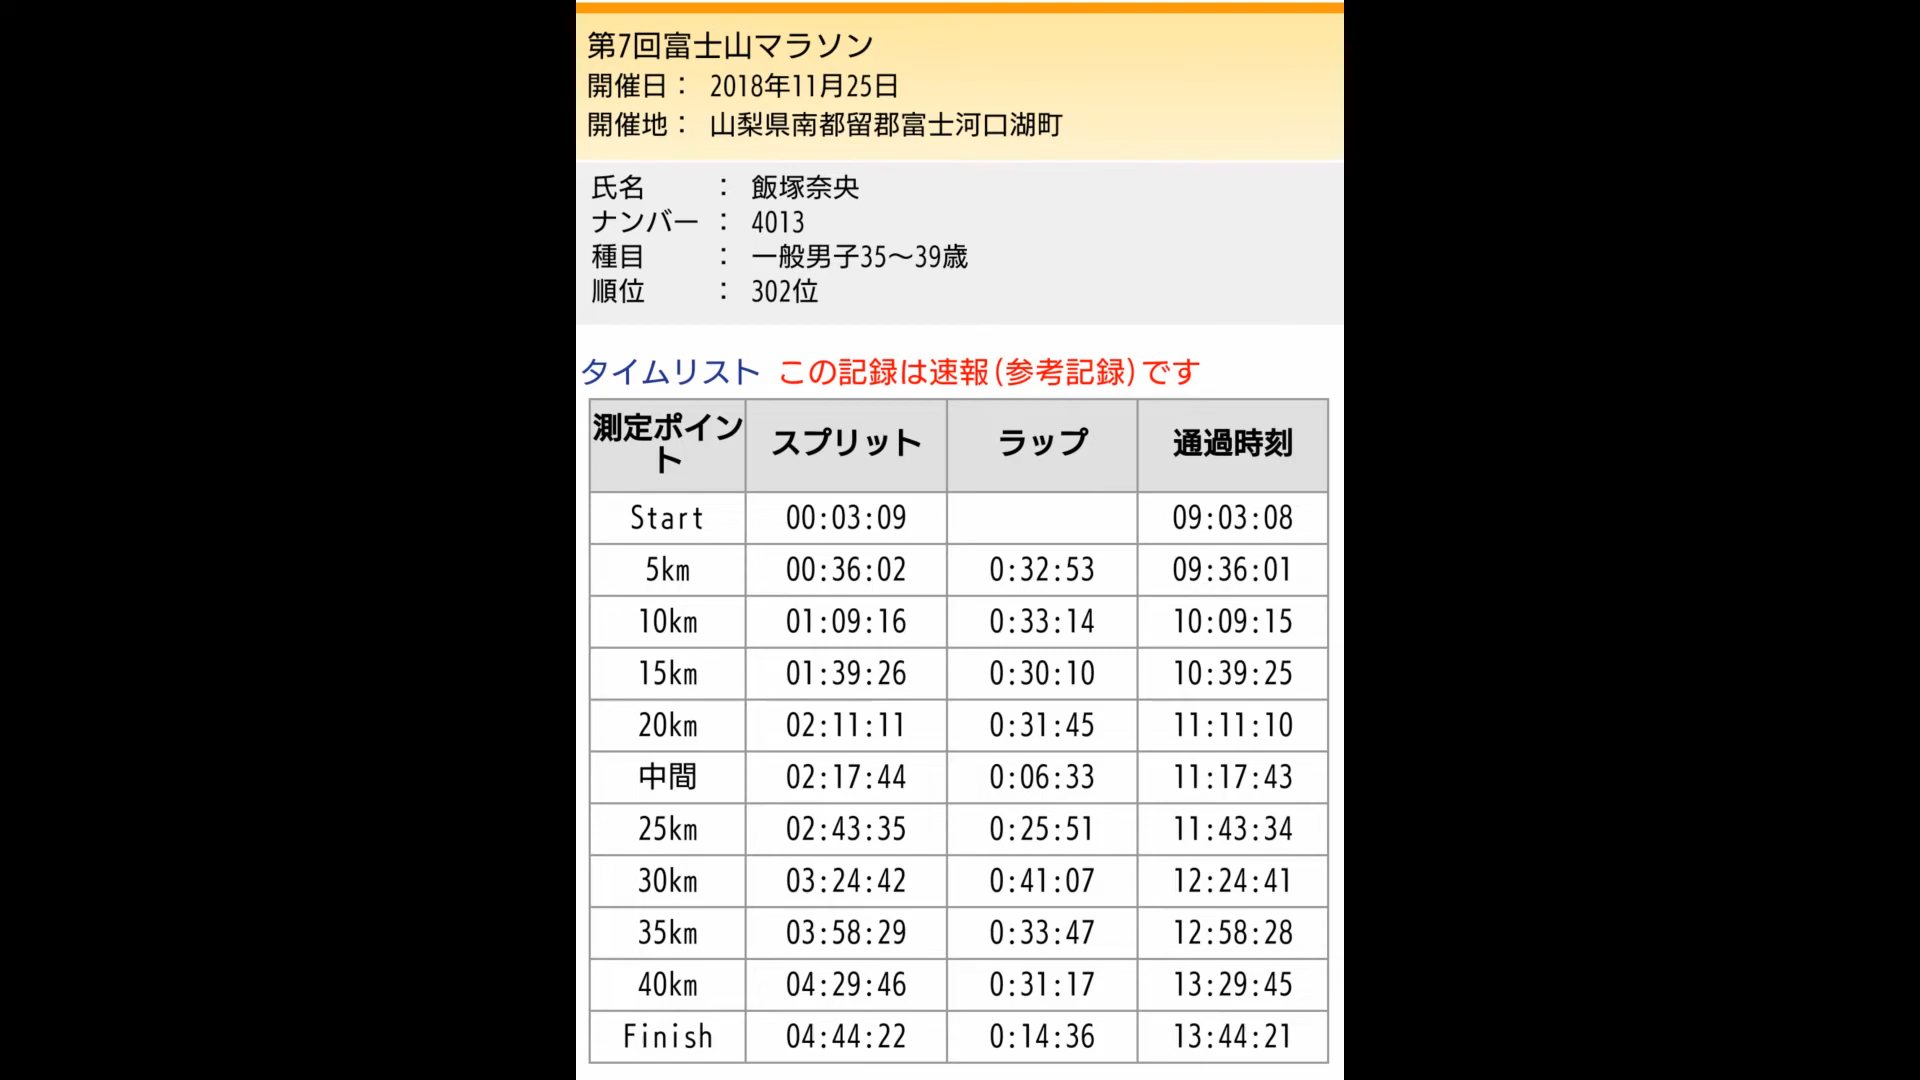 第7回富士山マラソン
開催日： 2018年11月25日
開催地： 山梨県南都留郡富士河口湖町
氏名 ： 飯塚奈央
ナンバー ： 4013
種目 ： 一般男子35～39歳
順位 ： 302位
タイムリスト この記録は速報(参考記録)です
測定ポイント スプリット ラップ 通過時刻
Start 00:03:09 09:03:08
5km 00:36:02 0:32:53 09:36:01
10km 01:09:16 0:33:14 10:09:15
15km 01:39:26 0:30:10 10:39:25
20km 02:11:11 0:31:45 11:11:10
中間 02:17:44 0:06:33 11:17:43
25km 02:43:35 0:25:51 11:43:34
30km 03:24:42 0:41:07 12:24:41
35km 03:58:29 0:33:47 12:58:28
40km 04:29:46 0:31:17 13:29:45
Finish 04:44:22 0:14:36 13:44:21